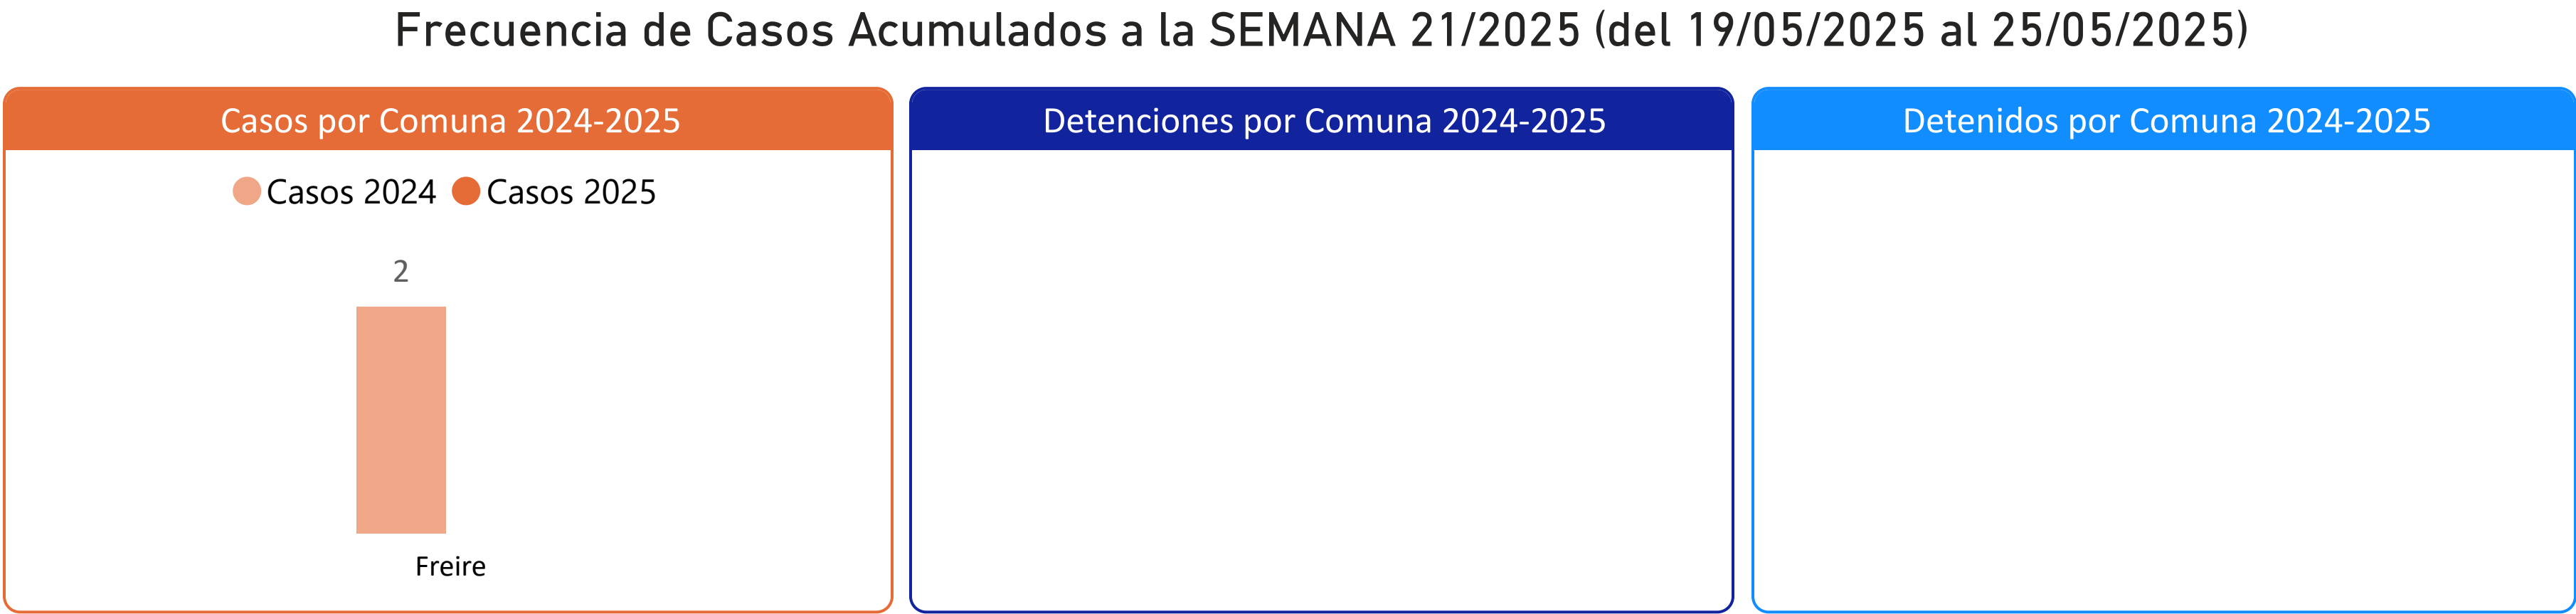 Frecuencia de Casos Acumulados a la SEMANA 21/2025 (del 19/05/2025 al 25/05/2025)
Casos por Comuna 2024-2025
Casos 2024 Casos 2025
2
Freire
Detenciones por Comuna 2024-2025
Detenidos por Comuna 2024-2025